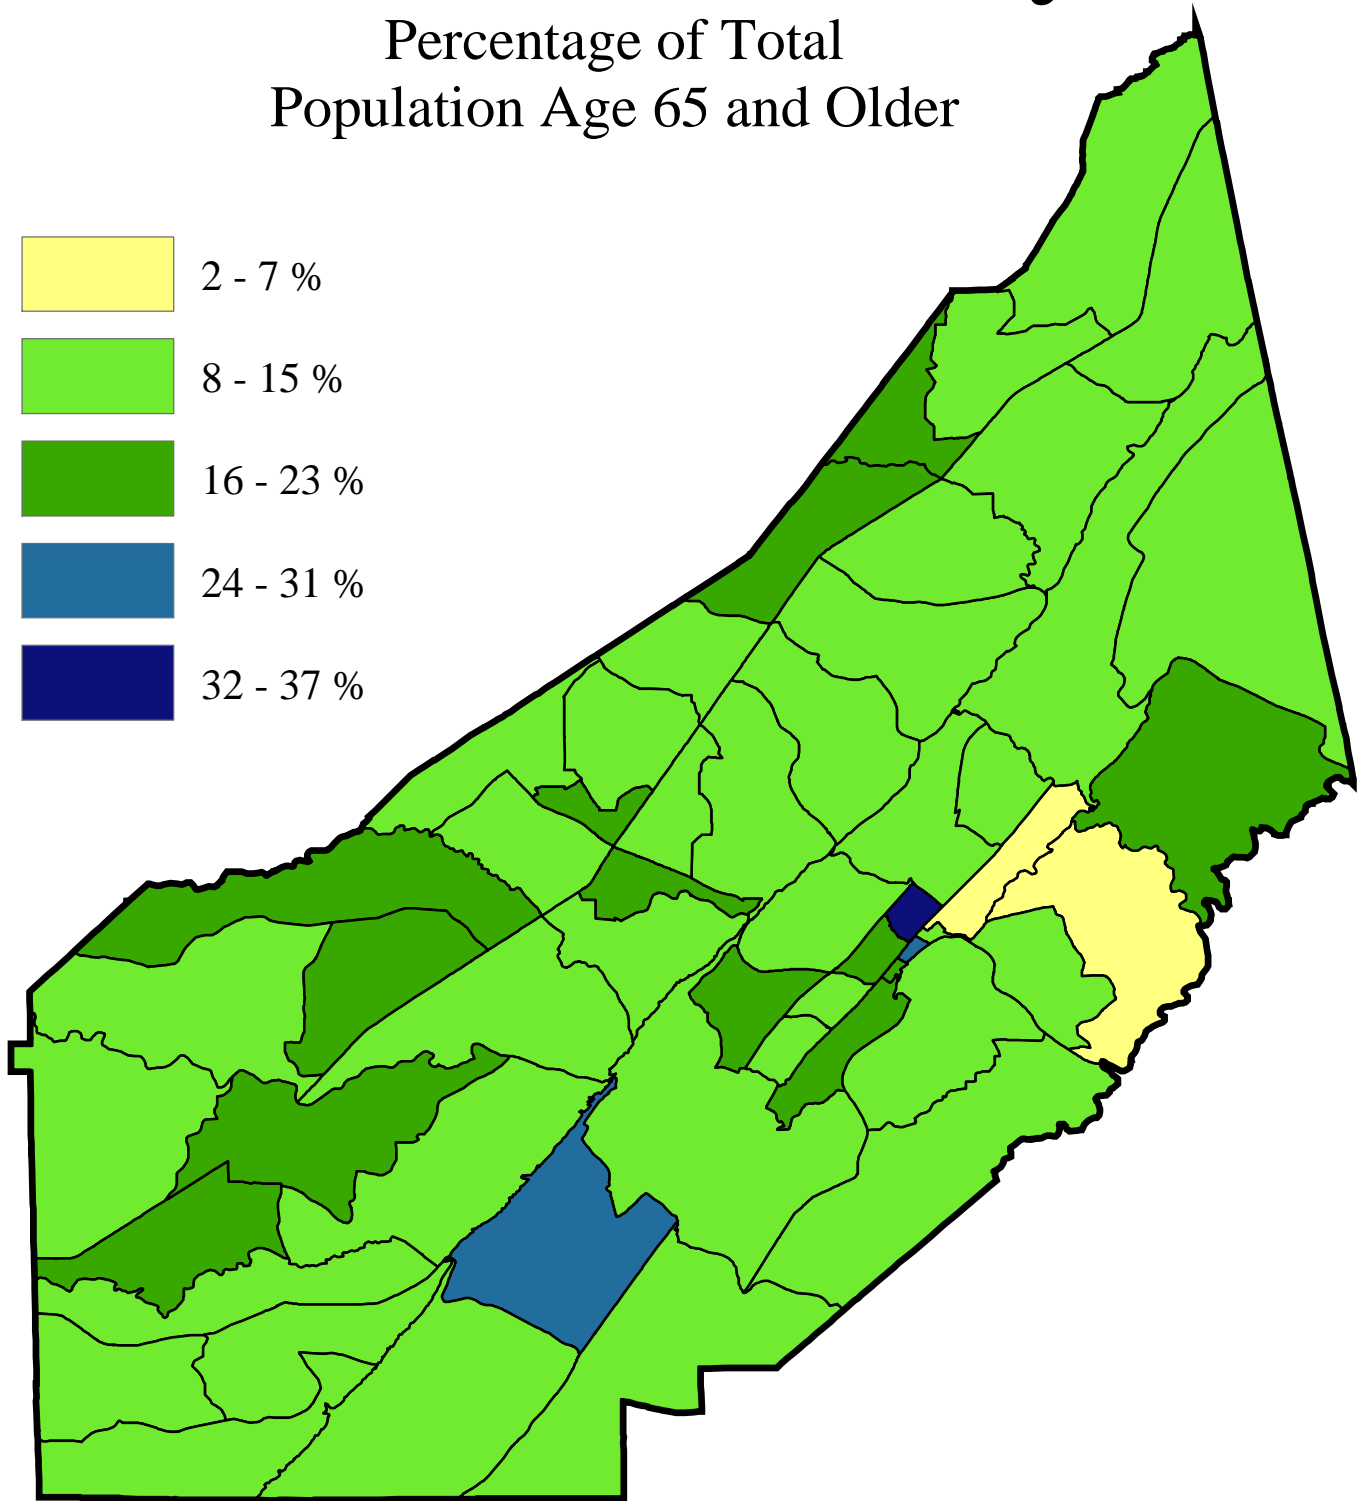 Percentage of Total
Population Age 65 and Older
2 - 7 %
8 - 15 %
16 - 23 %
24 - 31 %
32 - 37 %